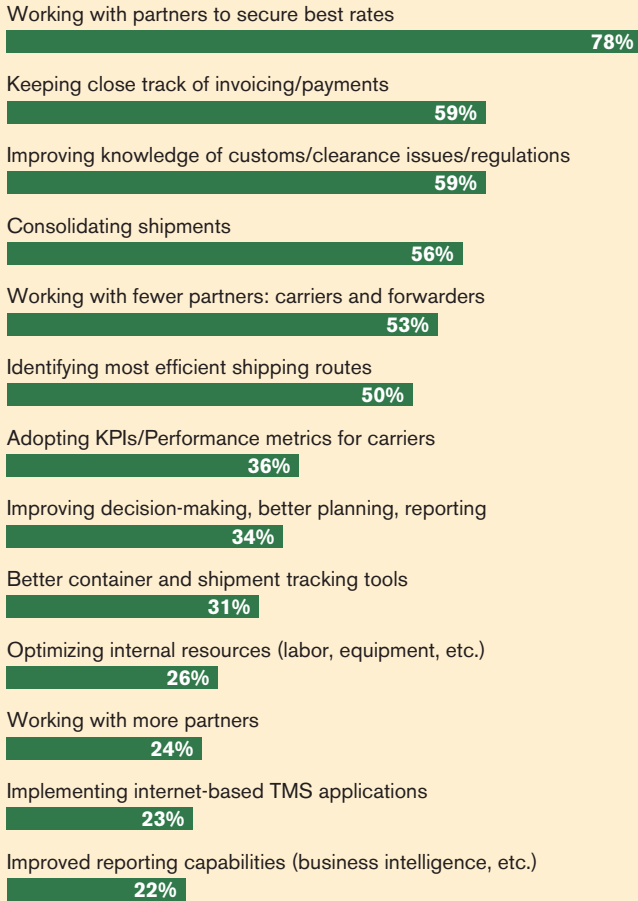 Working with partners to secure best rates
78%
Keeping close track of invoicing/payments
59%
Improving knowledge of customs/clearance issues/regulations
59%
Consolidating shipments
56%
Working with fewer partners: carriers and forwarders
53%
Identifying most efficient shipping routes
50%
Adopting KPIs/Performance metrics for carriers
36%
Improving decision-making, better planning, reporting
34%
Better container and shipment tracking tools
31%
Optimizing internal resources (labor, equipment, etc.)
26%
Working with more partners
24%
Implementing internet-based TMS applications
23%
Improved reporting capabilities (business intelligence, etc.)
22%